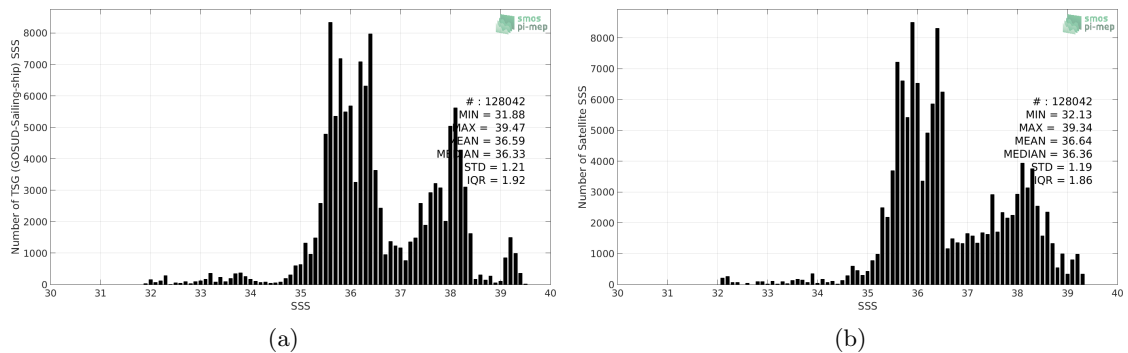 smos
pi-mep
8000
7000
6000
5000
4000
3000
2000
1000
0
Number of TSG (GOSUD-Sailing-ship) SSS
# : 128042
MIN = 31.88
MAX = 39.47
MEAN = 36.59
MEDIAN = 36.33
STD = 1.21
IQR = 1.92
30 31 32 33 34 35 36 37 38 39 40
SSS
(a)
smos
pi-mep
8000
7000
6000
5000
4000
3000
2000
1000
0
Number of Satellite SSS
# : 128042
MIN = 32.13
MAX = 39.34
MEAN = 36.64
MEDIAN = 36.36
STD = 1.19
IQR = 1.86
30 31 32 33 34 35 36 37 38 39 40
SSS
(b)